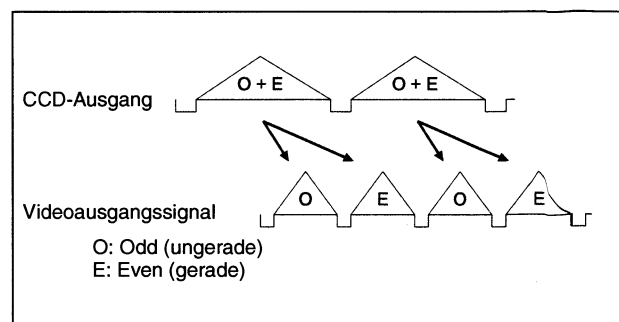 O + E O + E
CCD-Ausgang
O E O E
Videoausgangssignal
O: Odd (ungerade)
E: Even (gerade)